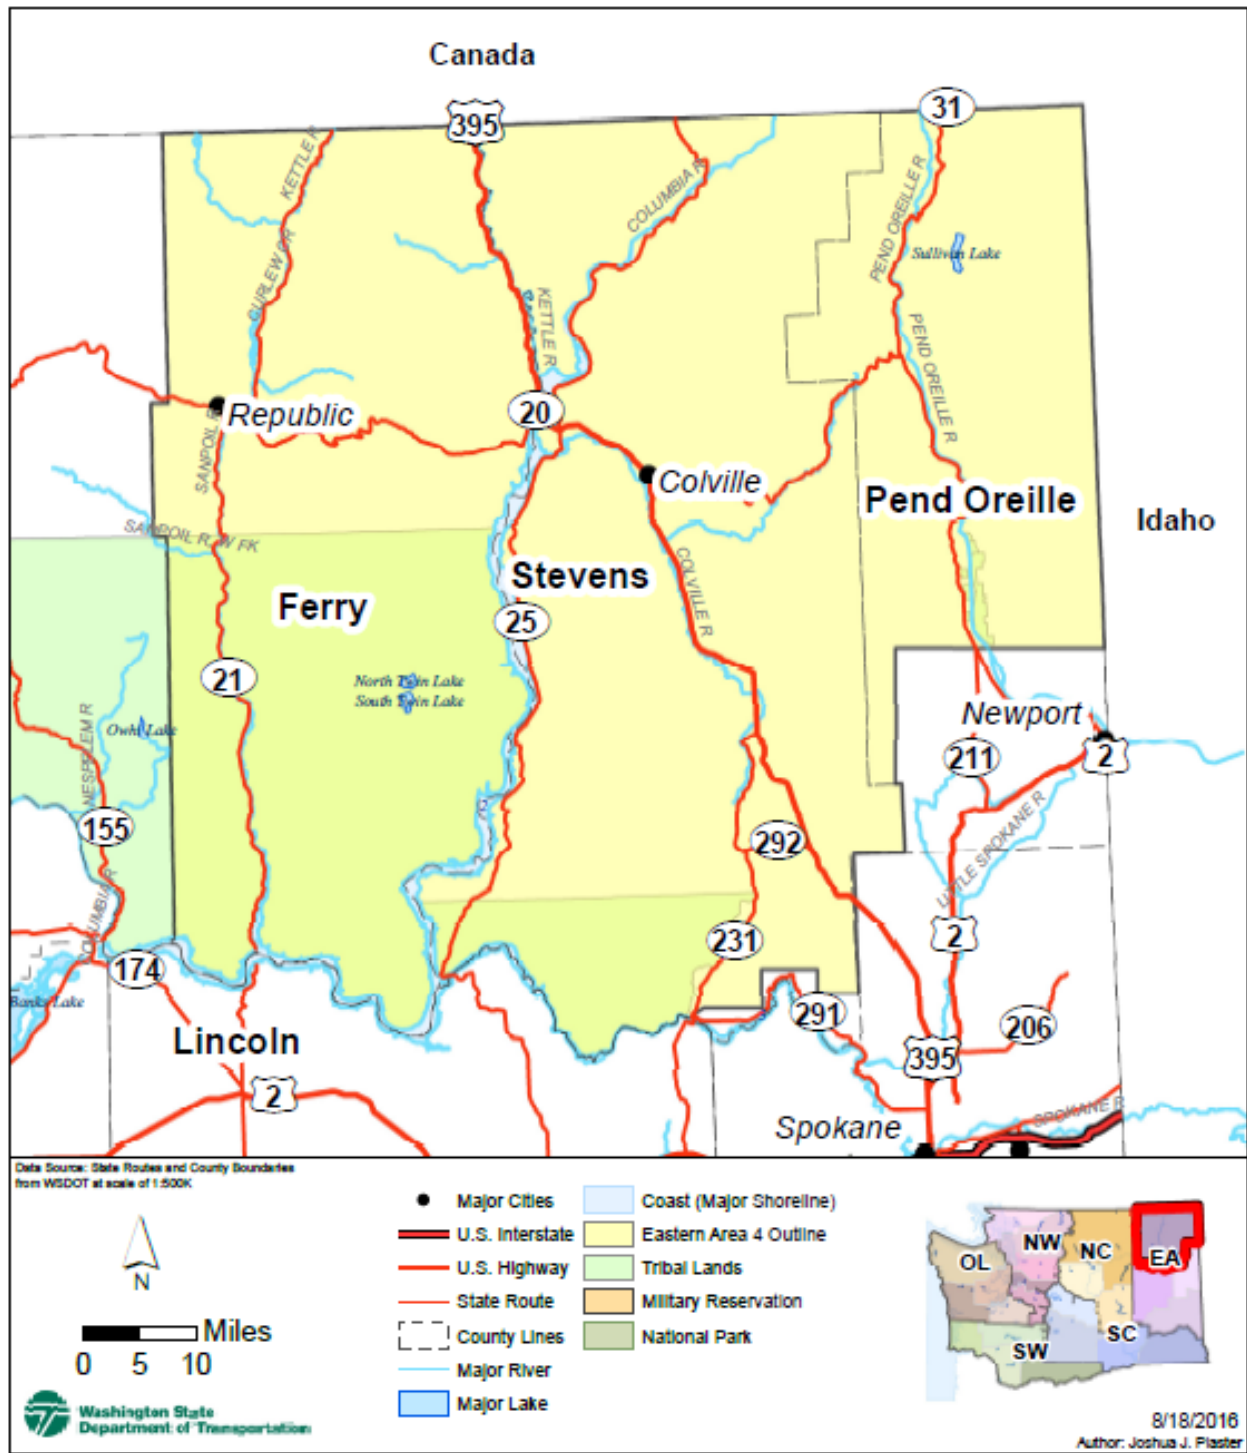 Canada
395
31
KETTLE R
COLUMBIA R
PEND OREILLE R
Sullivan Lake
CURLEW CR
KETTLE R
PEND OREILLE R
Republic
20
SANPOIL R
Colville
Pend Oreille
Idaho
SANPOIL R, W FK
Stevens
Ferry
COLVILLE R
25
21
North Twin Lake
South Twin Lake
Owhi Lake
NESPELEM R
Newport
211
2
155
292
LITTLE SPOKANE R
COLUMBIA R
231
2
174
Banks Lake
291
206
Lincoln
395
2
Spokane
SPOKANE R
Data Source: State Routes and County Boundaries
from WSDOT at scale of 1:500K
N
Miles
0 5 10
Washington State
Department of Transportation
Major Cities
U.S. Interstate
U.S. Highway
State Route
County Lines
Major River
Major Lake
Coast (Major Shoreline)
Eastern Area 4 Outline
Tribal Lands
Military Reservation
National Park
OL
NW
NC
EA
SC
SW
8/18/2016
Author: Joshua J. Plaster